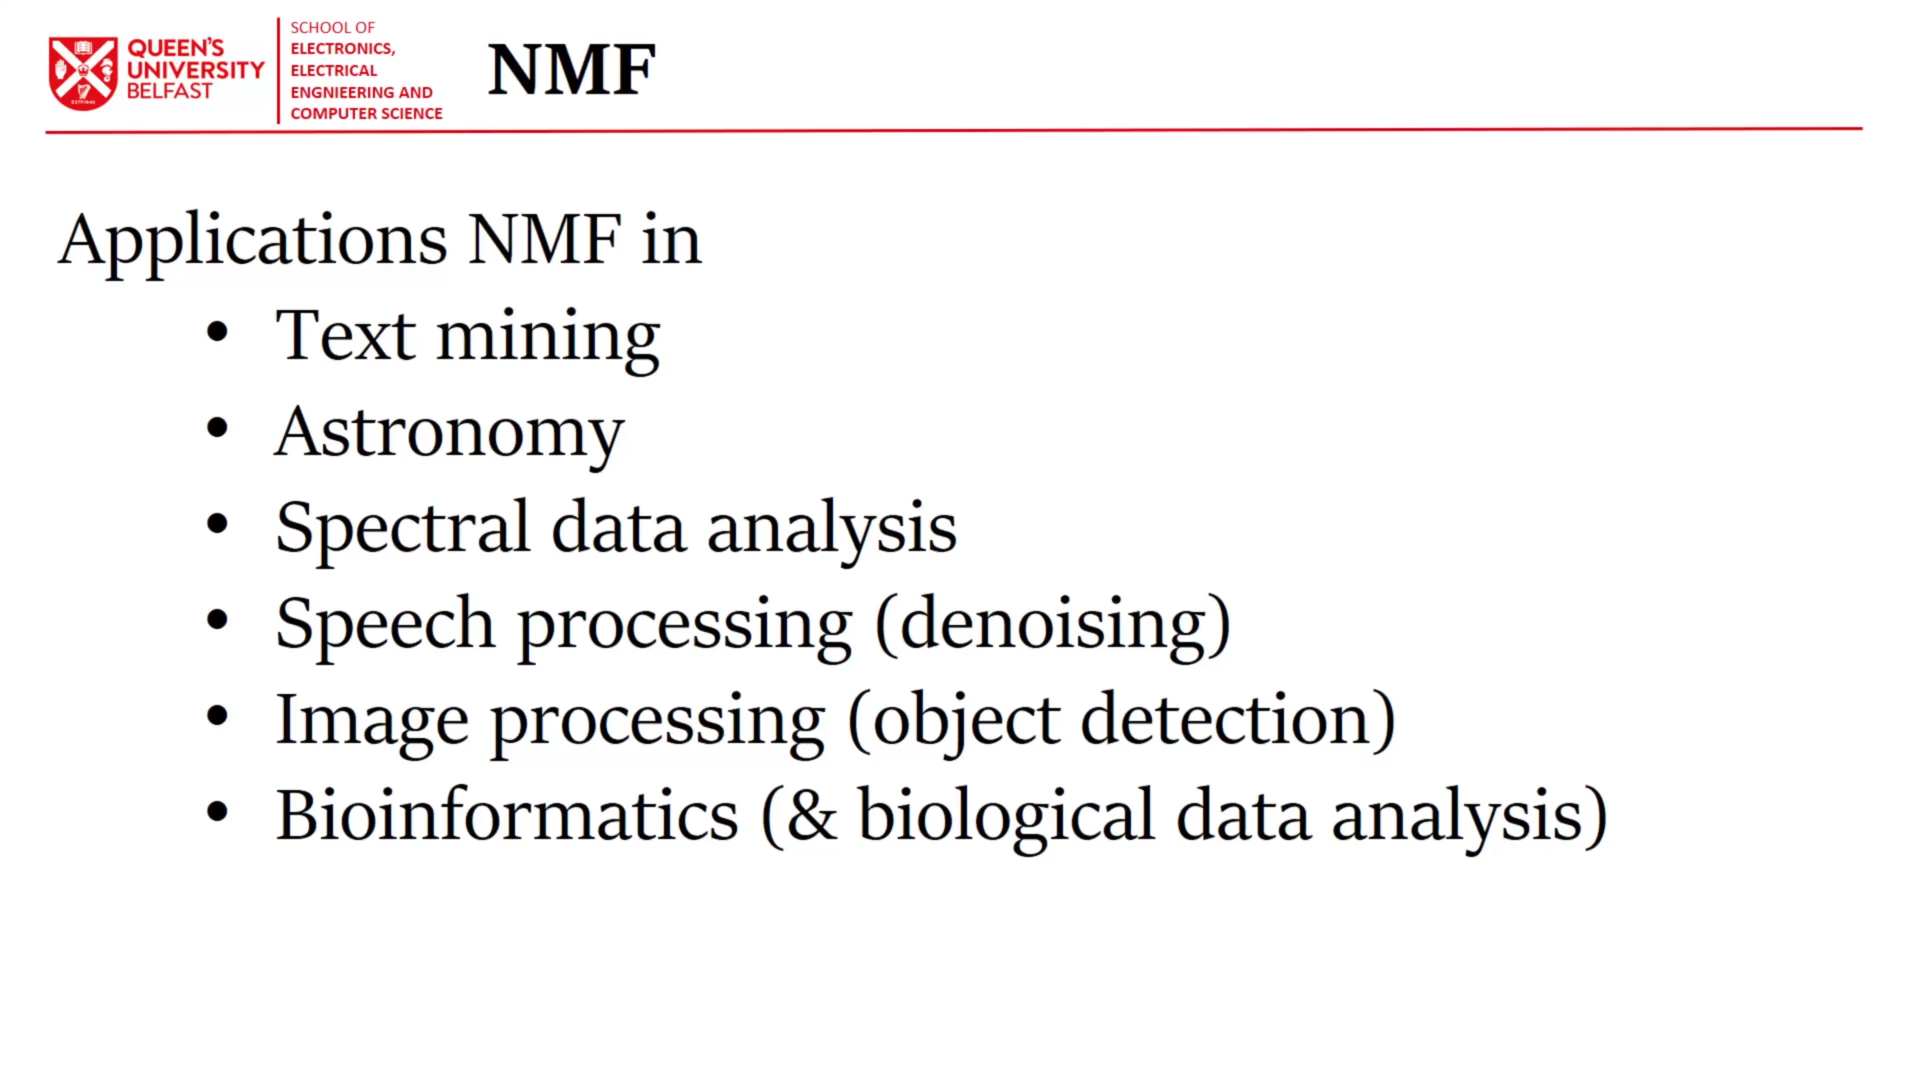 QUEEN'S
UNIVERSITY
BELFAST
SCHOOL OF
ELECTRONICS,
ELECTRICAL
ENGNIEERING AND
COMPUTER SCIENCE
NMF
Applications NMF in
• Text mining
• Astronomy
• Spectral data analysis
• Speech processing (denoising)
• Image processing (object detection)
• Bioinformatics (& biological data analysis)